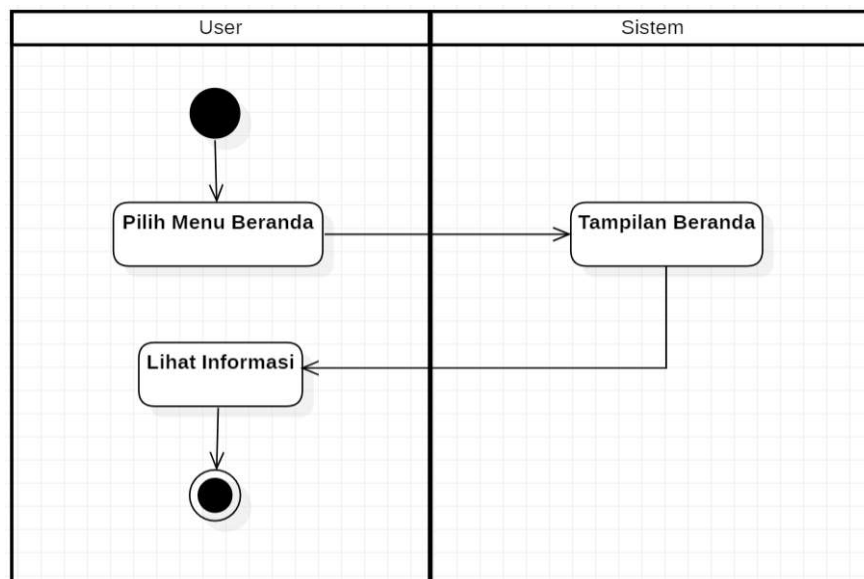 User
Sistem
Pilih Menu Beranda
Tampilan Beranda
Lihat Informasi